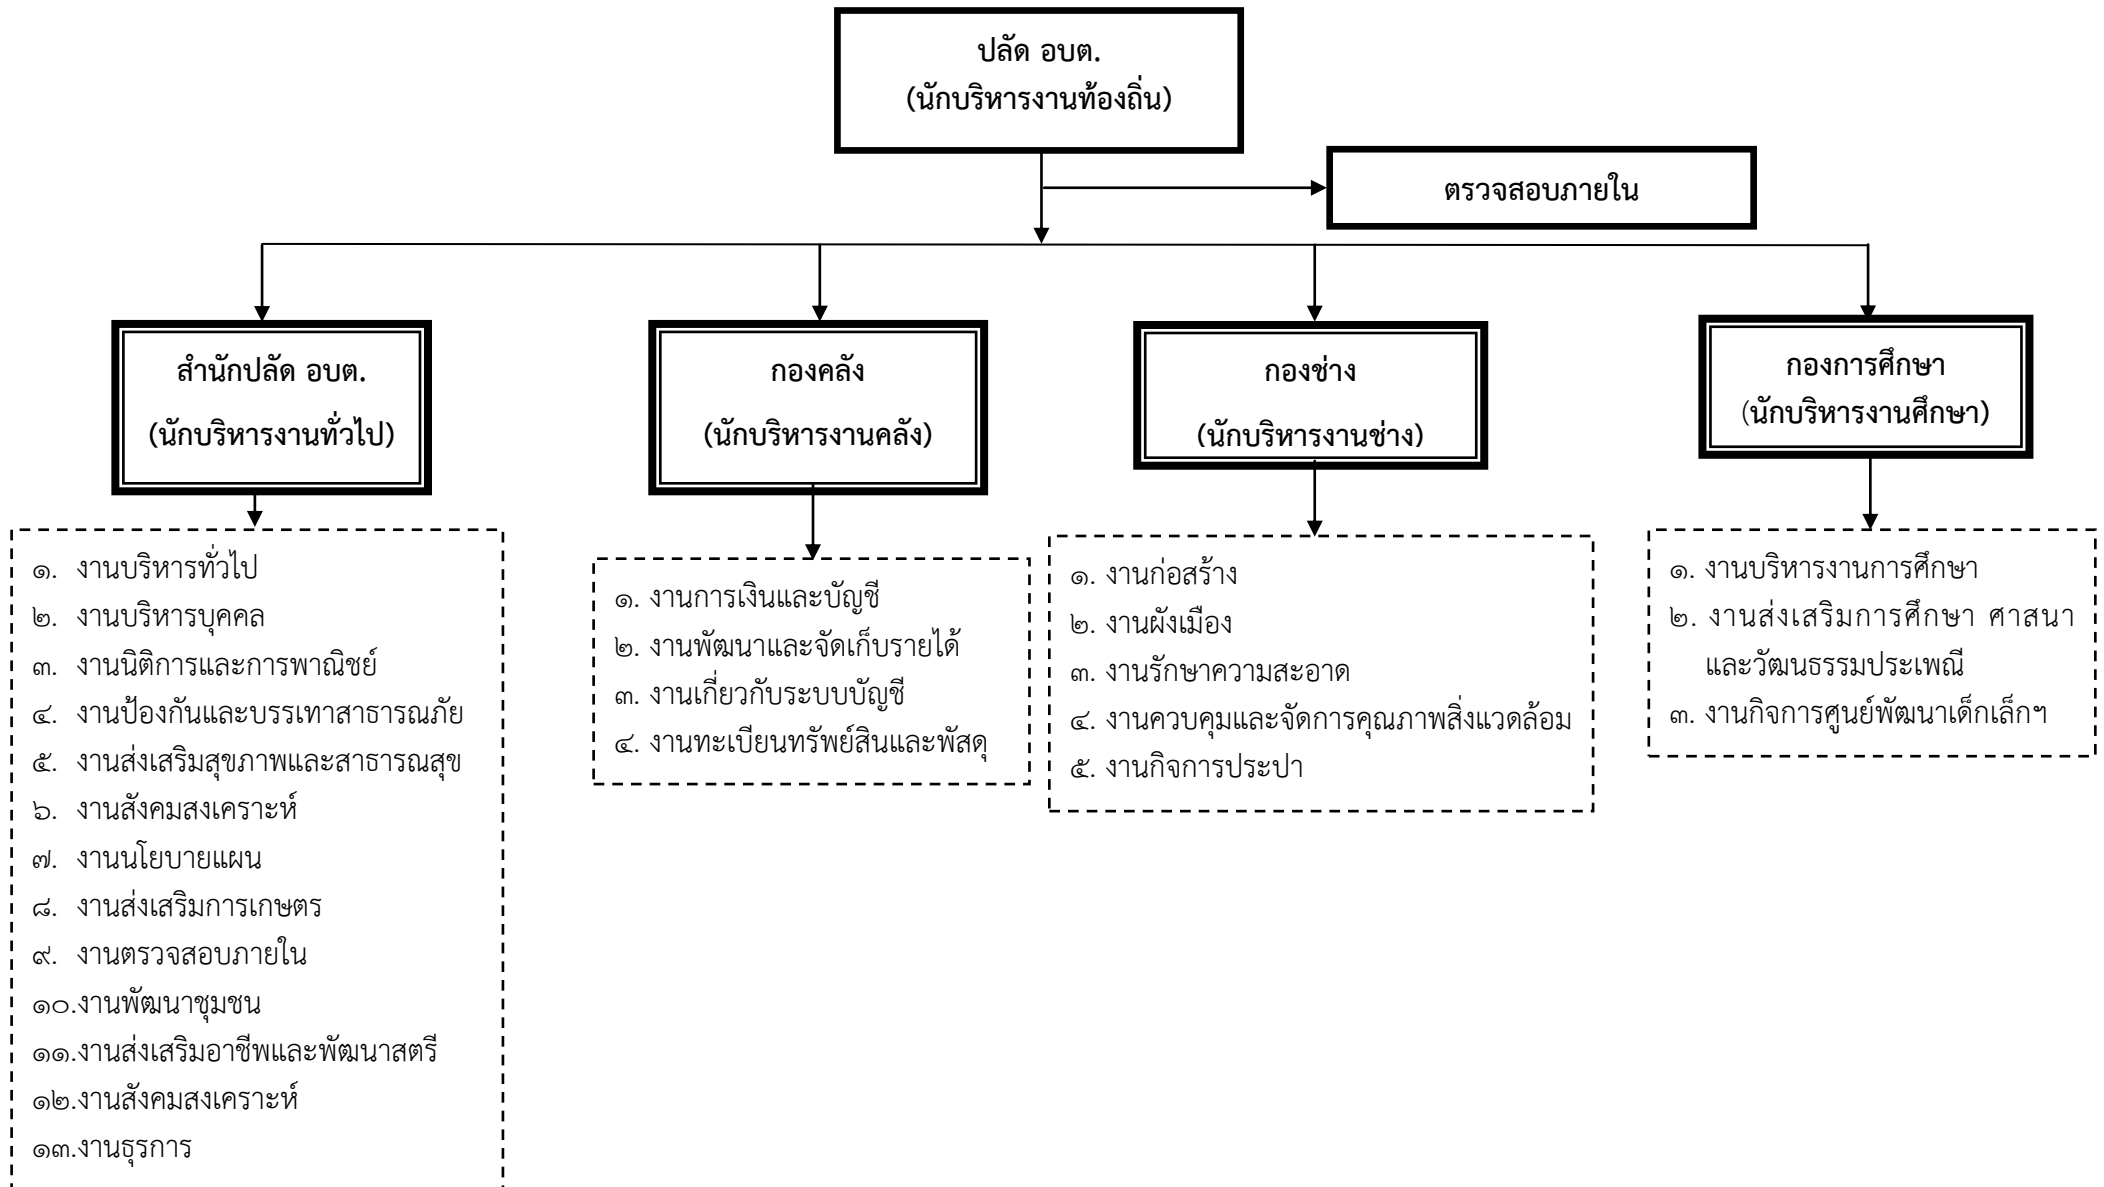 ปลัด อบต.
(นักบริหารงานท้องถิ่น)
ตรวจสอบภายใน
สำนักปลัด อบต.
(นักบริหารงานทั่วไป)
กองคลัง
(นักบริหารงานคลัง)
กองช่าง
(นักบริหารงานช่าง)
กองการศึกษา
(นักบริหารงานศึกษา)
๑. งานบริหารทั่วไป
๒. งานบริหารบุคคล
๓. งานนิติการและการพาณิชย์
๔. งานป้องกันและบรรเทาสาธารณภัย
๕. งานส่งเสริมสุขภาพและสาธารณสุข
๖. งานสังคมสงเคราะห์
๗. งานนโยบายแผน
๘. งานส่งเสริมการเกษตร
๙. งานตรวจสอบภายใน
๑๐.งานพัฒนาชุมชน
๑๑.งานส่งเสริมอาชีพและพัฒนาสตรี
๑๒.งานสังคมสงเคราะห์
๑๓.งานธุรการ
๑. งานการเงินและบัญชี
๒. งานพัฒนาและจัดเก็บรายได้
๓. งานเกี่ยวกับระบบบัญชี
๔. งานทะเบียนทรัพย์สินและพัสดุ
๑. งานก่อสร้าง
๒. งานผังเมือง
๓. งานรักษาความสะอาด
๔. งานควบคุมและจัดการคุณภาพสิ่งแวดล้อม
๕. งานกิจการประปา
๑. งานบริหารงานการศึกษา
๒. งานส่งเสริมการศึกษา ศาสนา
และวัฒนธรรมประเพณี
๓. งานกิจการศูนย์พัฒนาเด็กเล็กฯ